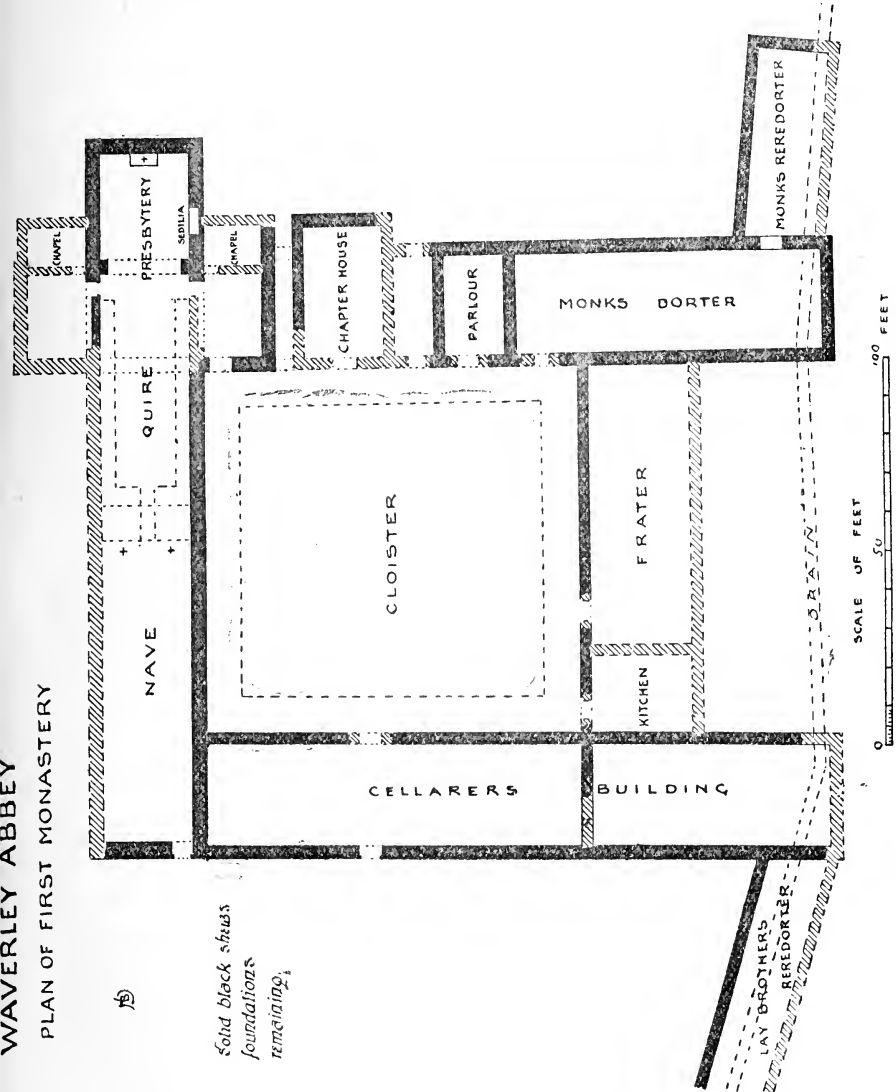 WAVERLEY ABBEY
PLAN OF FIRST MONASTERY
Solid black shews
foundations
remaining.
CHAPEL
PRESBYTERY
SEDILIA
CHAPEL
QUIRE
NAVE
CHAPTER HOUSE
PARLOUR
MONKS DORTER
MONKS REREDORTER
CLOISTER
FRATER
KITCHEN
CELLARERS BUILDING
LAY BROTHERS
REREDORTER
DRAIN
SCALE OF FEET
0 50 100 FEET